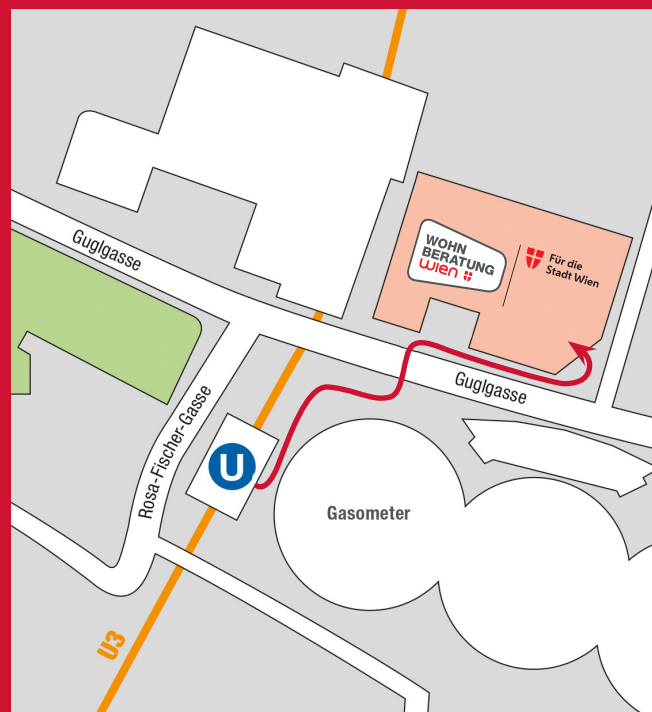 Guglgasse
WOHN
BERATUNG
wien
Für die
Stadt Wien
Guglgasse
Rosa-Fischer-Gasse
U
Gasometer
U3